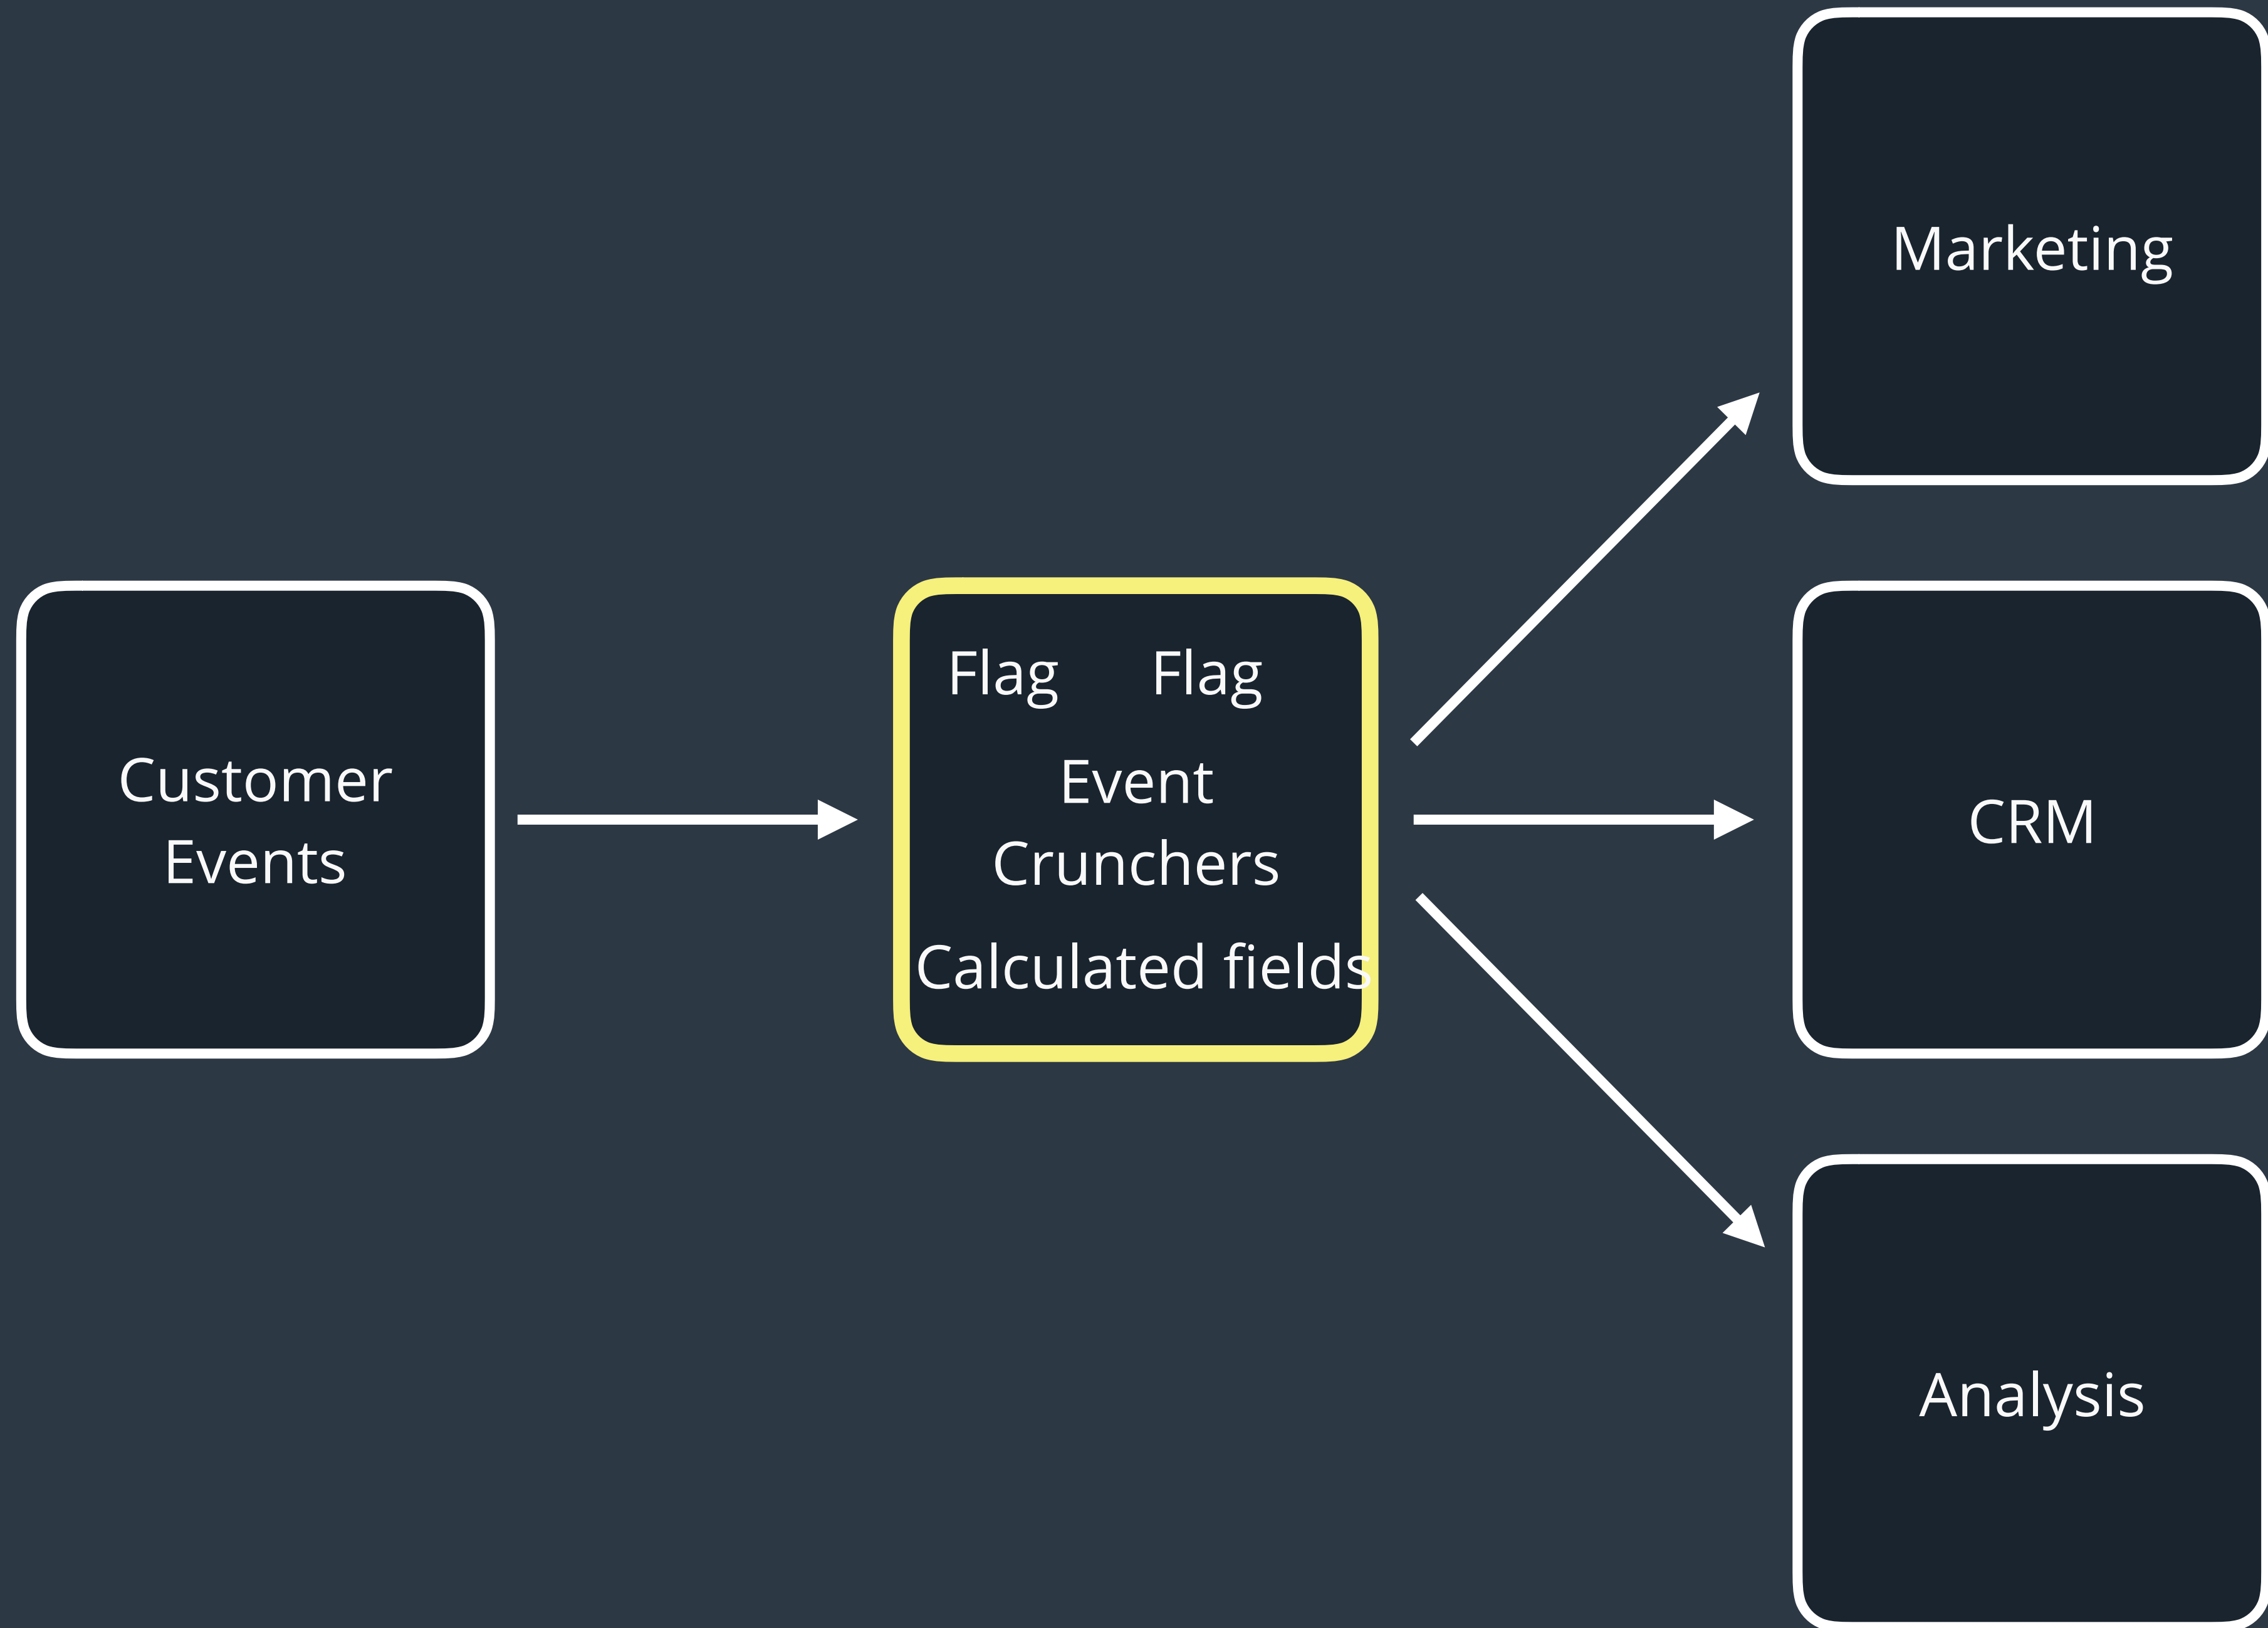 Marketing
Customer
Events
Flag Flag
Event
Crunchers
Calculated fields
CRM
Analysis